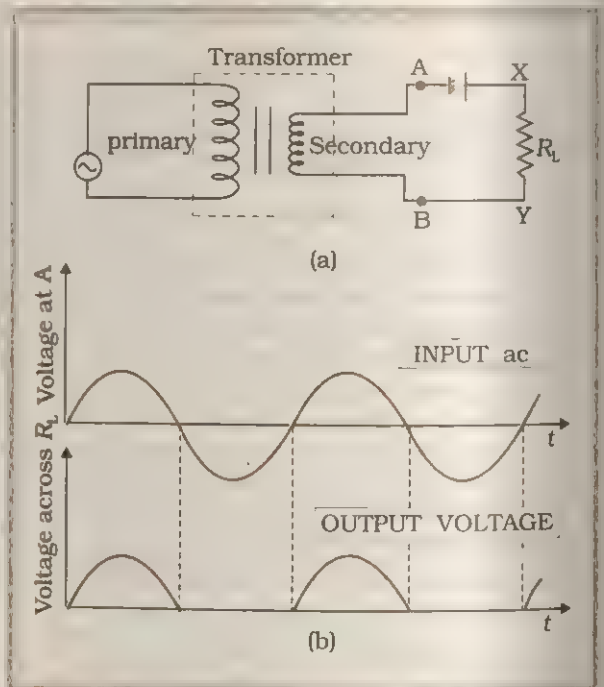 Transformer
A
X
primary
Secondary
R_L
B
Y
(a)
Voltage at A
INPUT ac
t
Voltage across R_L
OUTPUT VOLTAGE
t
(b)